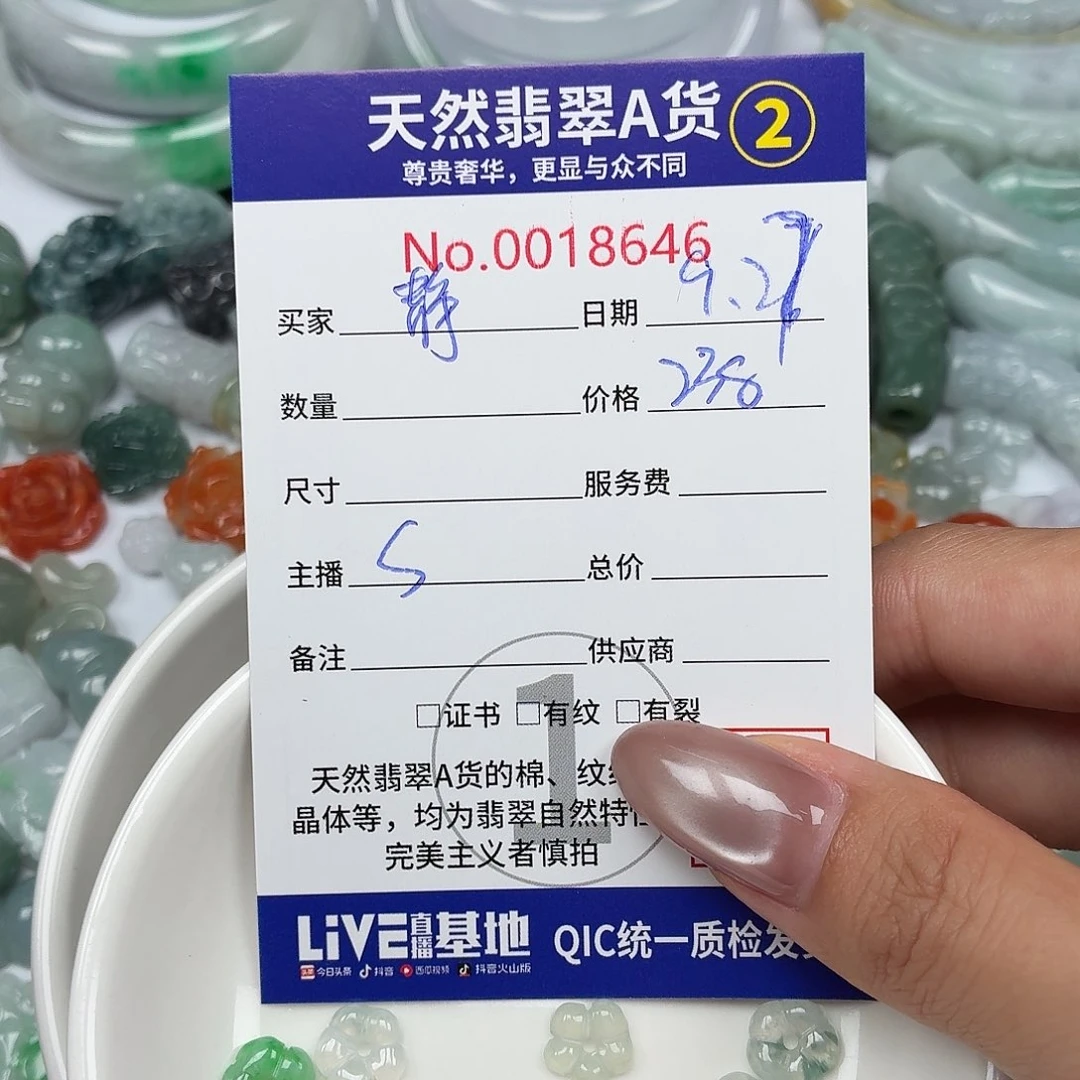 天然翡翠A货 2
尊贵奢华，更显与众不同
No.0018646
买家 静 日期 9.27
数量 价格
尺寸 服务费
主播 S 总价
备注 供应商
□证书 □有纹 □有裂
1
天然翡翠A货的棉、纹
晶体等，均为翡翠自然特
完美主义者慎拍
LiVE直播基地 QIC统一质检发
今日头条 抖音 西瓜视频 抖音火山版